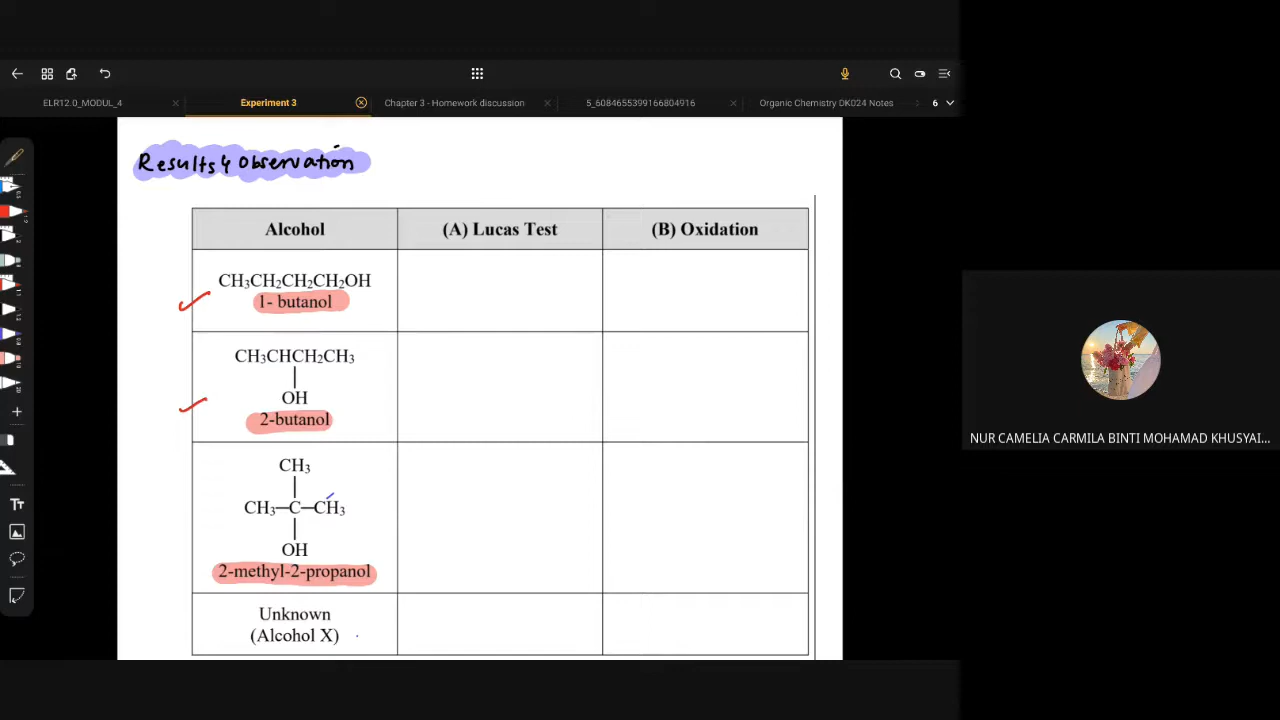 ELR12.0_MODUL_4
Experiment 3
Chapter 3 - Homework discussion
5_6084655399166804916
Organic Chemistry DK024 Notes
6
Results & Observation
Alcohol
(A) Lucas Test
(B) Oxidation
CH₃CH₂CH₂CH₂OH
1- butanol
CH₃CHCH₂CH₃
OH
2-butanol
CH₃
CH₃—C—CH₃
OH
2-methyl-2-propanol
Unknown
(Alcohol X)
Tт
NUR CAMELIA CARMILA BINTI MOHAMAD KHUSYAI...